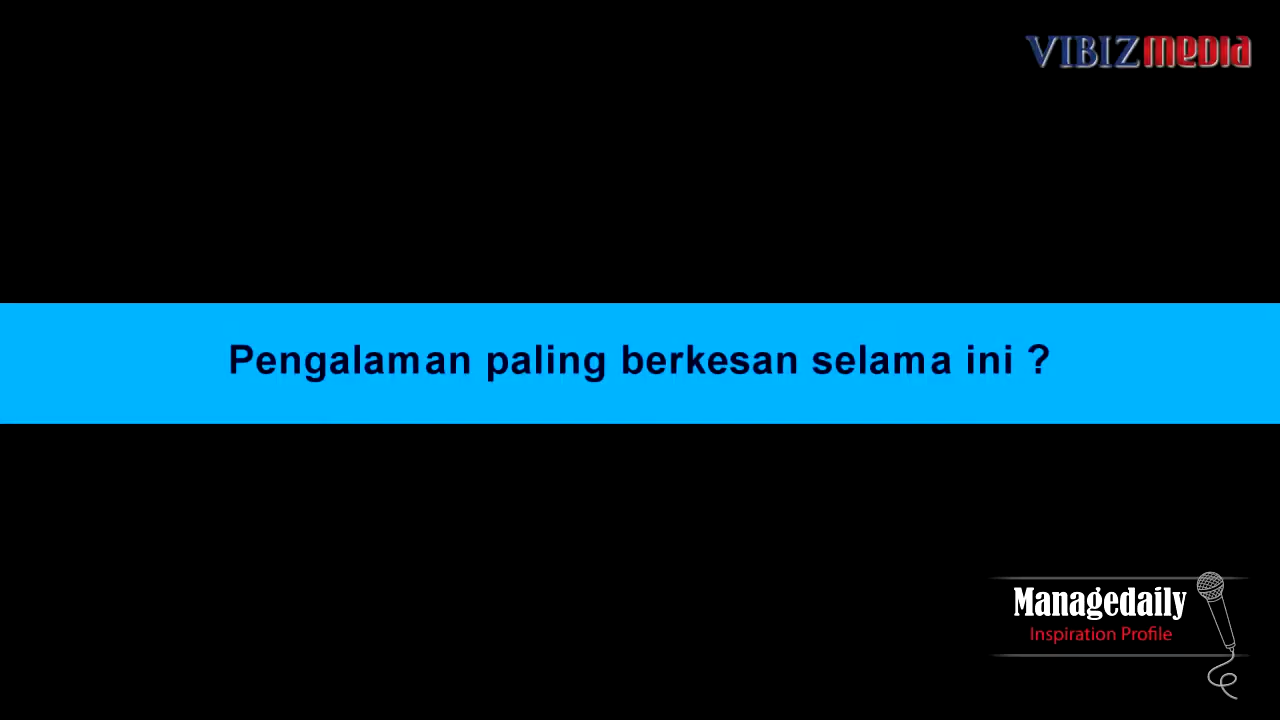 VIBIZMEDIA
Pengalaman paling berkesan selama ini ?
Managedaily
Inspiration Profile